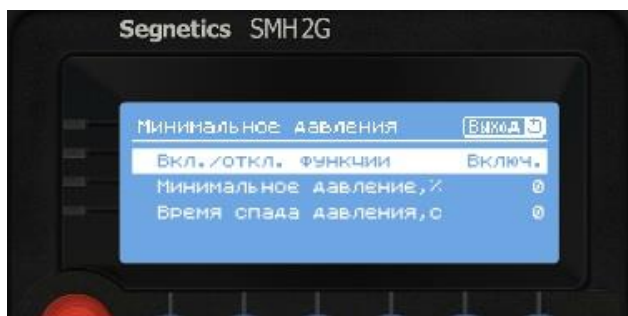 Segnetics SMH2G
Минимальное давления Выход
Вкл./откл. функции Включ.
Минимальное давление,% 0
Время спада давления,с 0